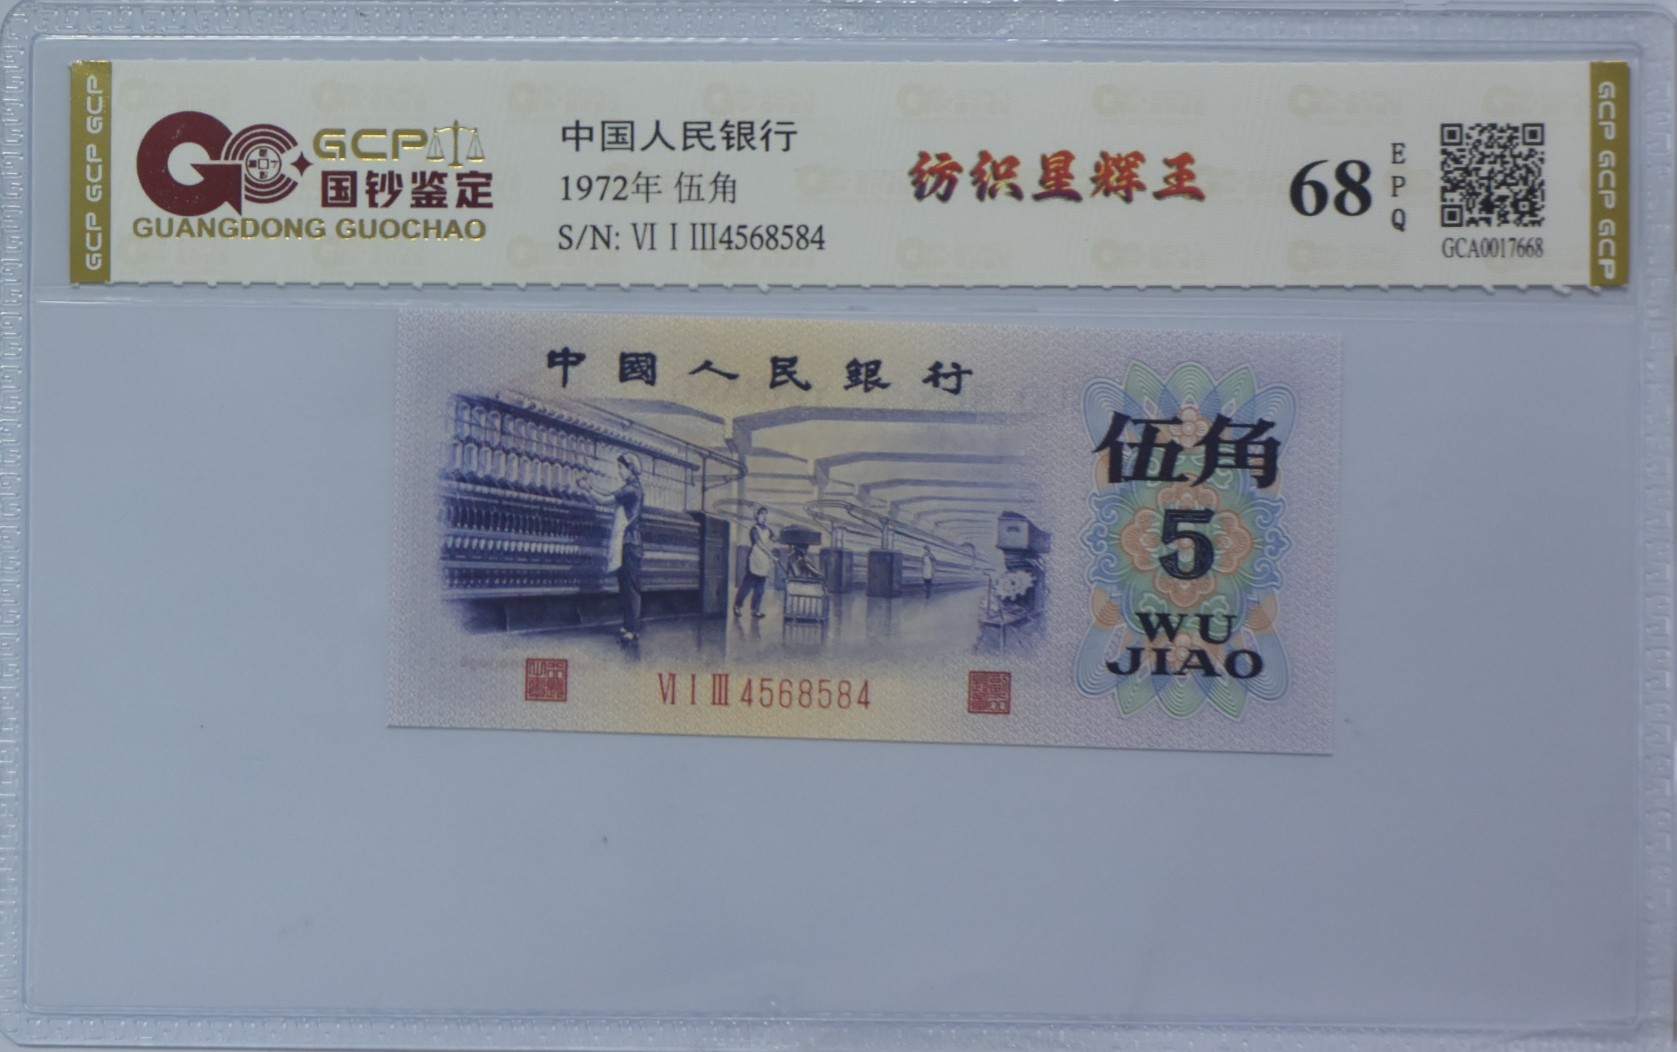 GCP GCP GCP
GCP
国钞鉴定
GUANGDONG GUOCHAO
中国人民银行
1972年 伍角
S/N: Ⅵ Ⅰ Ⅲ4568584
纺织星辉王
68
EPQ
GCA0017668
GCP GCP GCP
中國人民銀行
伍角
5
WU
JIAO
Ⅵ Ⅰ Ⅲ 4568584